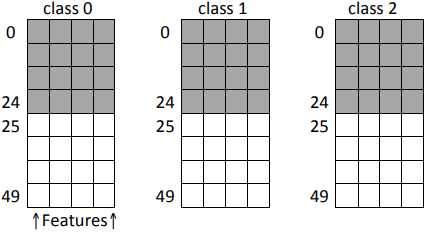 class 0 class 1 class 2
0 0 0
24 24 24
25 25 25
49 49 49
↑Features↑